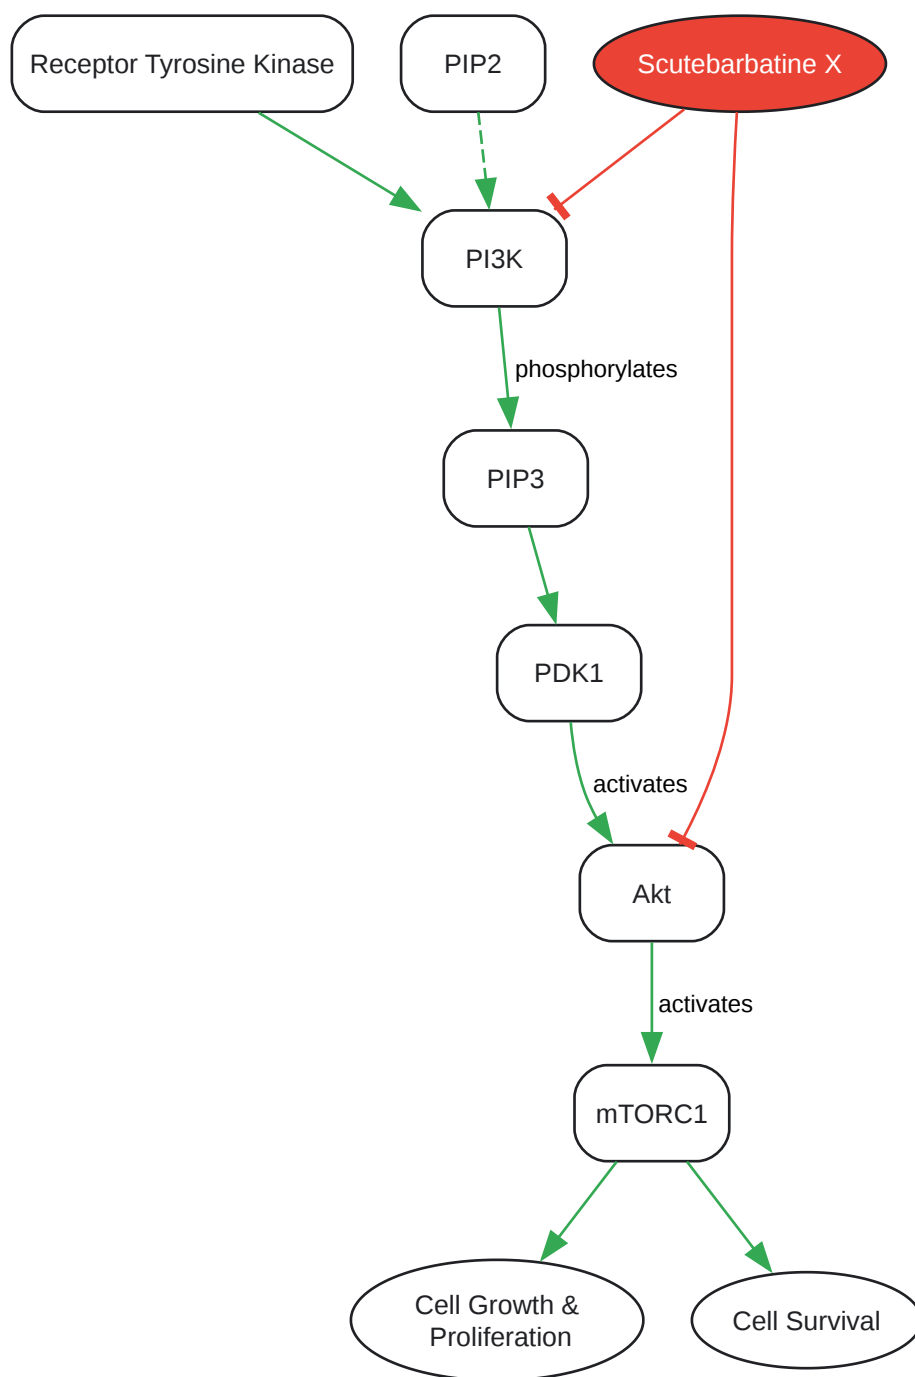 Receptor Tyrosine Kinase
PIP2
Scutebarbatine X
PI3K
phosphorylates
PIP3
PDK1
activates
Akt
activates
mTORC1
Cell Growth &
Proliferation
Cell Survival